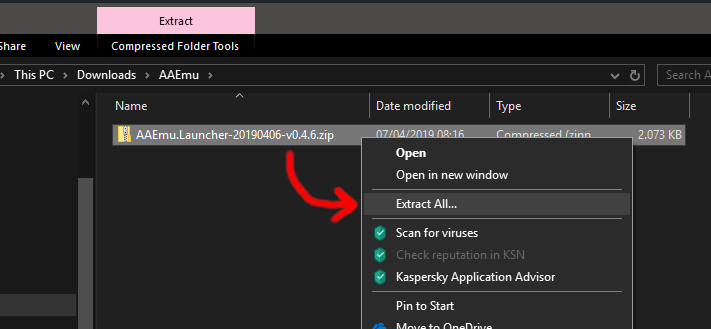 Extract
Share View Compressed Folder Tools
This PC > Downloads > AAEmu
Search A
Name Date modified Type Size
AAEmu.Launcher-20190406-v0.4.6.zip 07/04/2019 08:16 Compressed (zipp 2.073 KB
Open
Open in new window
Extract All...
Scan for viruses
Check reputation in KSN
Kaspersky Application Advisor
Pin to Start
Move to OneDrive